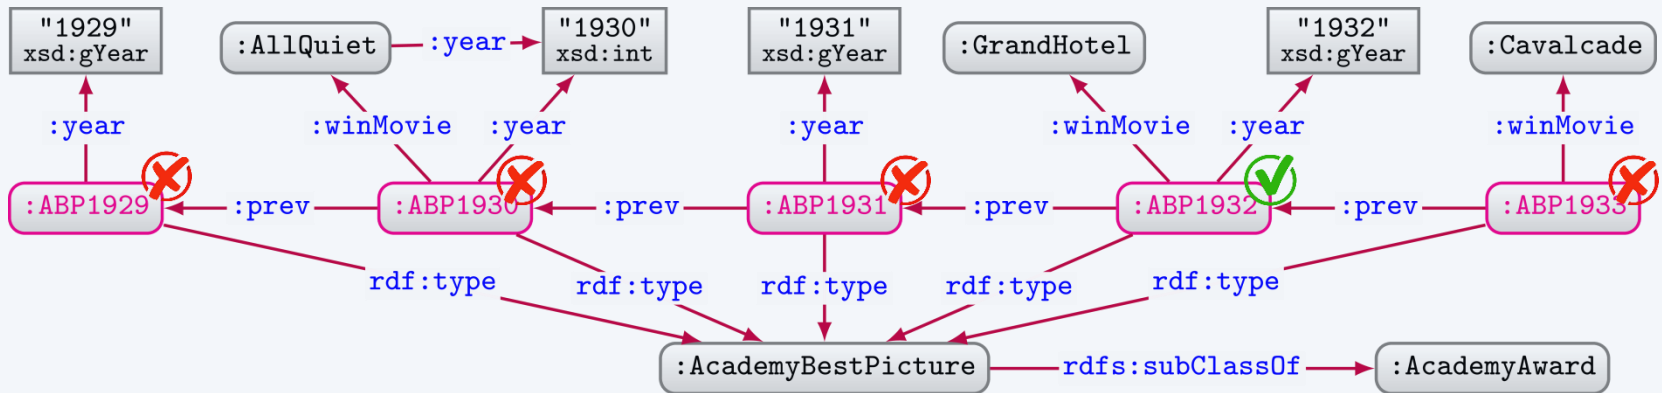 "1929"
xsd:gYear
:AllQuiet
:year
"1930"
xsd:int
"1931"
xsd:gYear
:GrandHotel
"1932"
xsd:gYear
:Cavalcade
:year
:winMovie
:year
:year
:winMovie
:year
:winMovie
:ABP1929
:prev
:ABP1930
:prev
:ABP1931
:prev
:ABP1932
:prev
:ABP1933
rdf:type
rdf:type
rdf:type
rdf:type
rdf:type
:AcademyBestPicture
rdfs:subClassOf
:AcademyAward